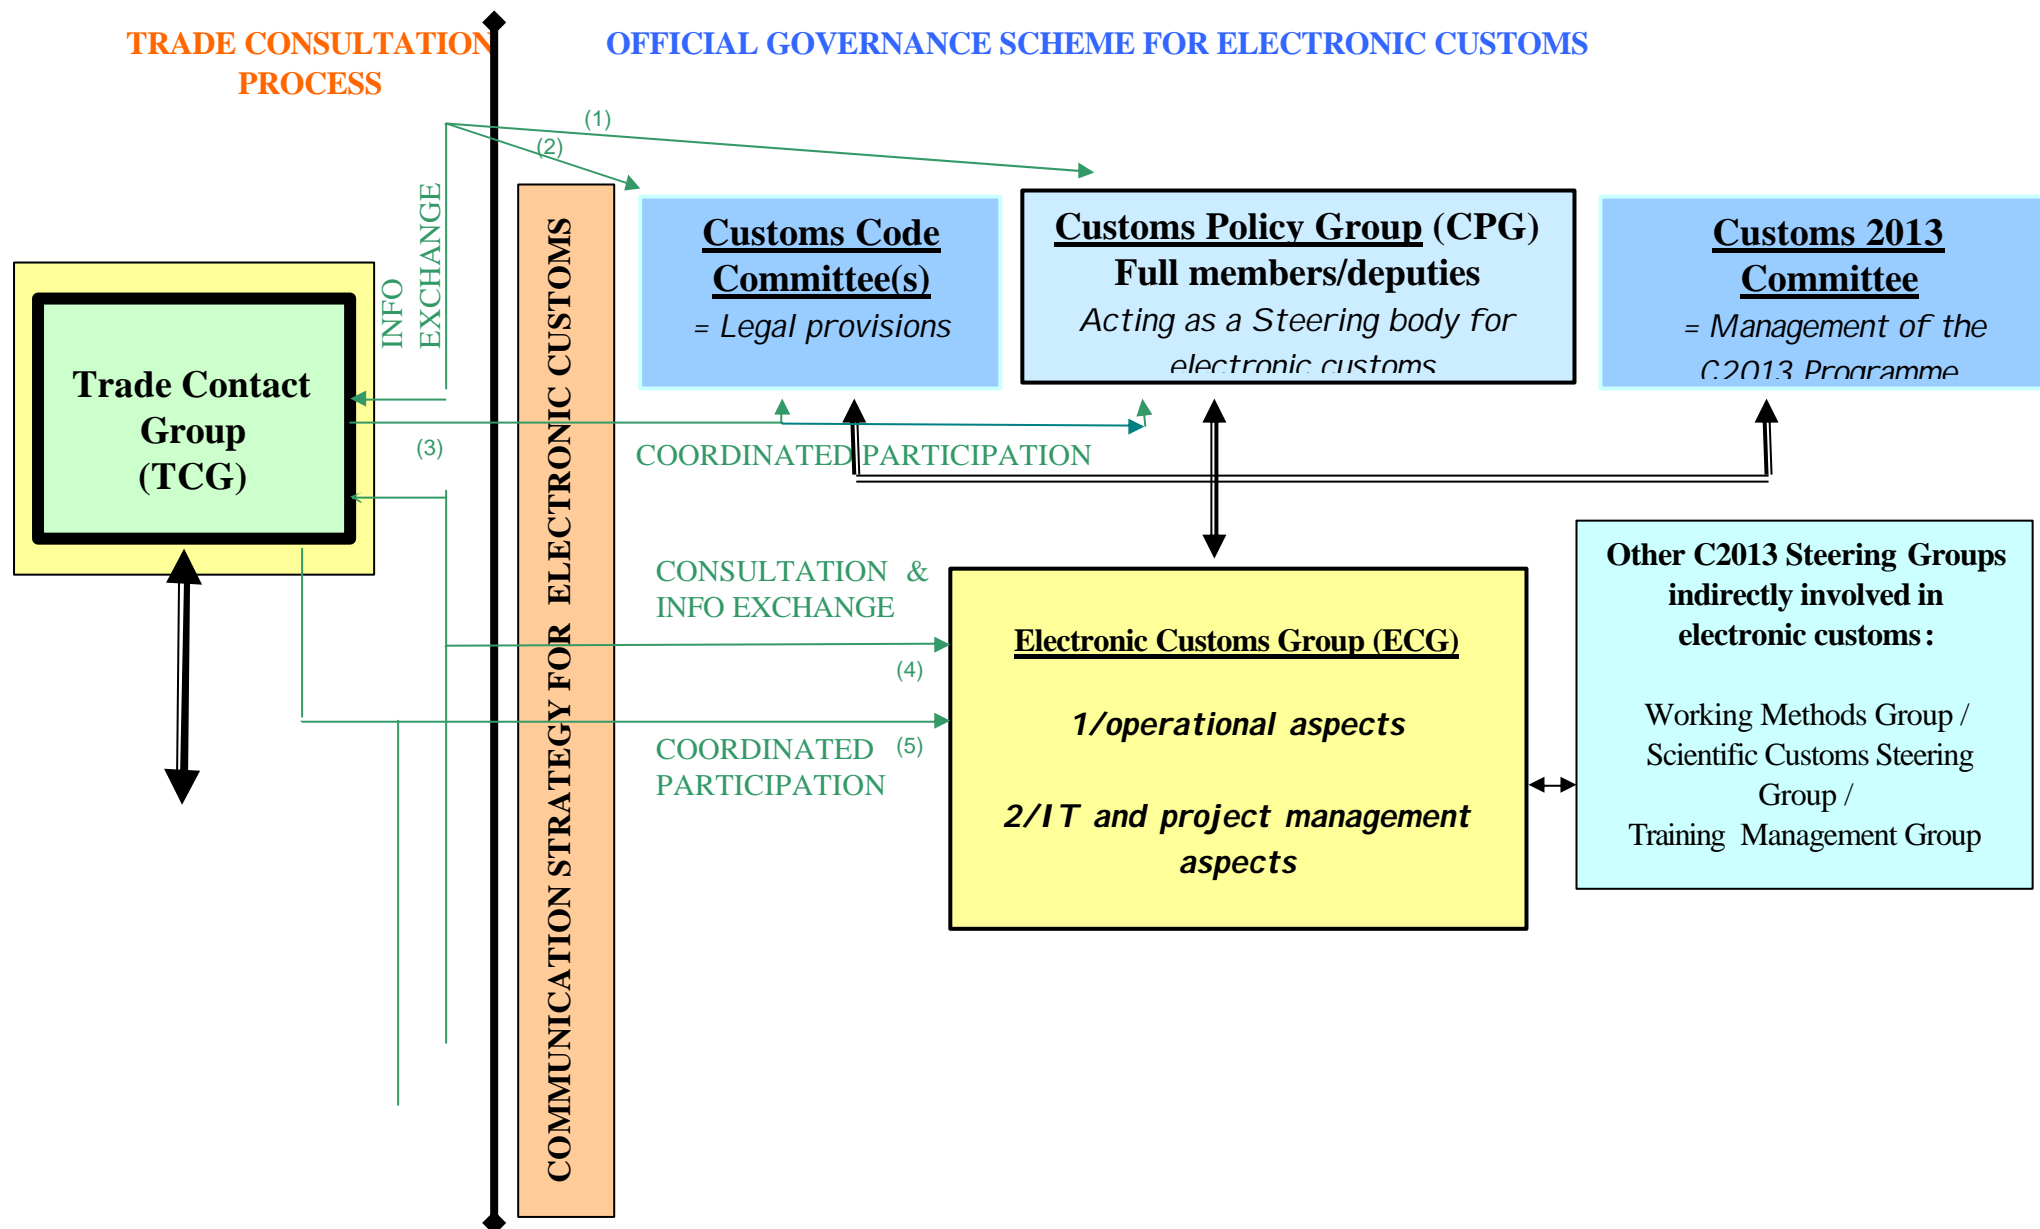 TRADE CONSULTATION
PROCESS
OFFICIAL GOVERNANCE SCHEME FOR ELECTRONIC CUSTOMS
(1)
(2)
INFO
EXCHANGE
COMMUNICATION STRATEGY FOR ELECTRONIC CUSTOMS
Customs Code
Committee(s)
= Legal provisions
Customs Policy Group (CPG)
Full members/deputies
Acting as a Steering body for
electronic customs
Customs 2013
Committee
= Management of the
C2013 Programme
Trade Contact
Group
(TCG)
(3)
COORDINATED PARTICIPATION
CONSULTATION &
INFO EXCHANGE
(4)
COORDINATED (5)
PARTICIPATION
Electronic Customs Group (ECG)
1/operational aspects
2/IT and project management
aspects
Other C2013 Steering Groups
indirectly involved in
electronic customs:
Working Methods Group /
Scientific Customs Steering
Group /
Training Management Group